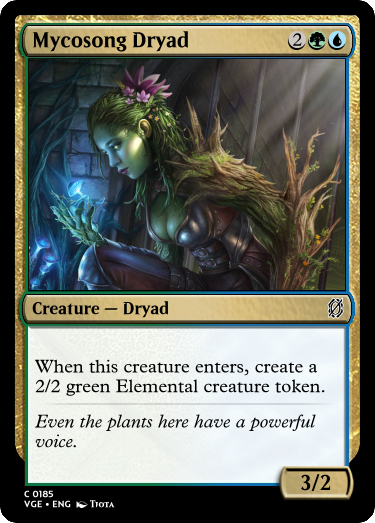 Mycosong Dryad 2
Creature — Dryad
When this creature enters, create a
2/2 green Elemental creature token.
Even the plants here have a powerful
voice.
3/2
C 0185
VGE • ENG Tiota